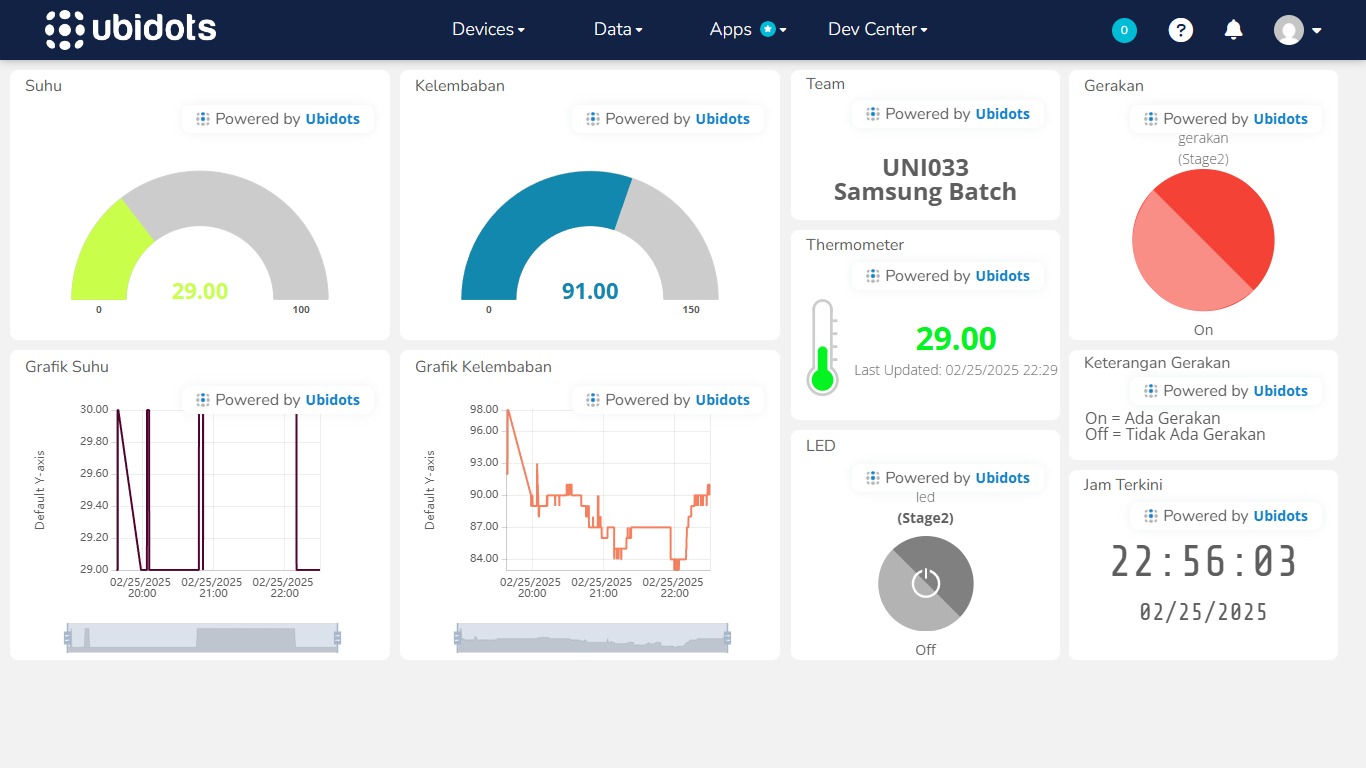 ubidots
Devices
Data
Apps
Dev Center
0
?
Suhu
Powered by Ubidots
29.00
0
100
Kelembaban
Powered by Ubidots
91.00
0
150
Team
Powered by Ubidots
UNI033
Samsung Batch
Gerakan
Powered by Ubidots
gerakan
(Stage2)
On
Thermometer
Powered by Ubidots
29.00
Last Updated: 02/25/2025 22:29
Grafik Suhu
Powered by Ubidots
Default Y-axis
30.00
29.80
29.60
29.40
29.20
29.00
02/25/2025
20:00
02/25/2025
21:00
02/25/2025
22:00
Grafik Kelembaban
Powered by Ubidots
Default Y-axis
98.00
96.00
93.00
90.00
87.00
84.00
02/25/2025
20:00
02/25/2025
21:00
02/25/2025
22:00
LED
Powered by Ubidots
led
(Stage2)
Off
Keterangan Gerakan
Powered by Ubidots
On = Ada Gerakan
Off = Tidak Ada Gerakan
Jam Terkini
Powered by Ubidots
22:56:03
02/25/2025